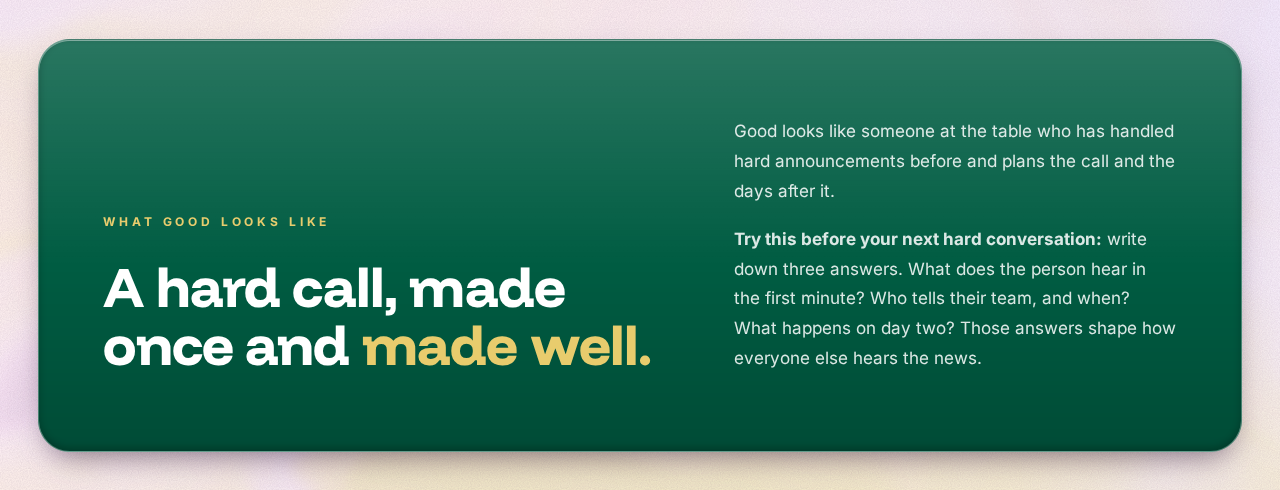 WHAT GOOD LOOKS LIKE
A hard call, made
once and made well.
Good looks like someone at the table who has handled
hard announcements before and plans the call and the
days after it.
Try this before your next hard conversation: write
down three answers. What does the person hear in
the first minute? Who tells their team, and when?
What happens on day two? Those answers shape how
everyone else hears the news.